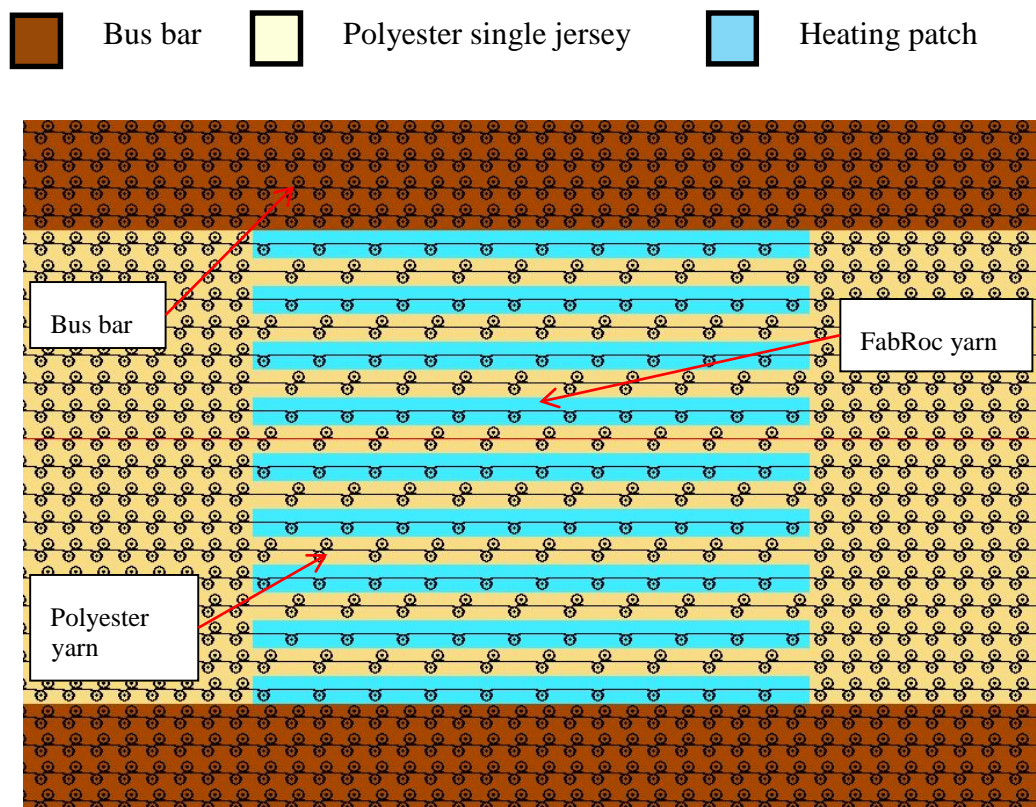 Bus bar
Polyester single jersey
Heating patch
Bus bar
FabRoc yarn
Polyester
yarn